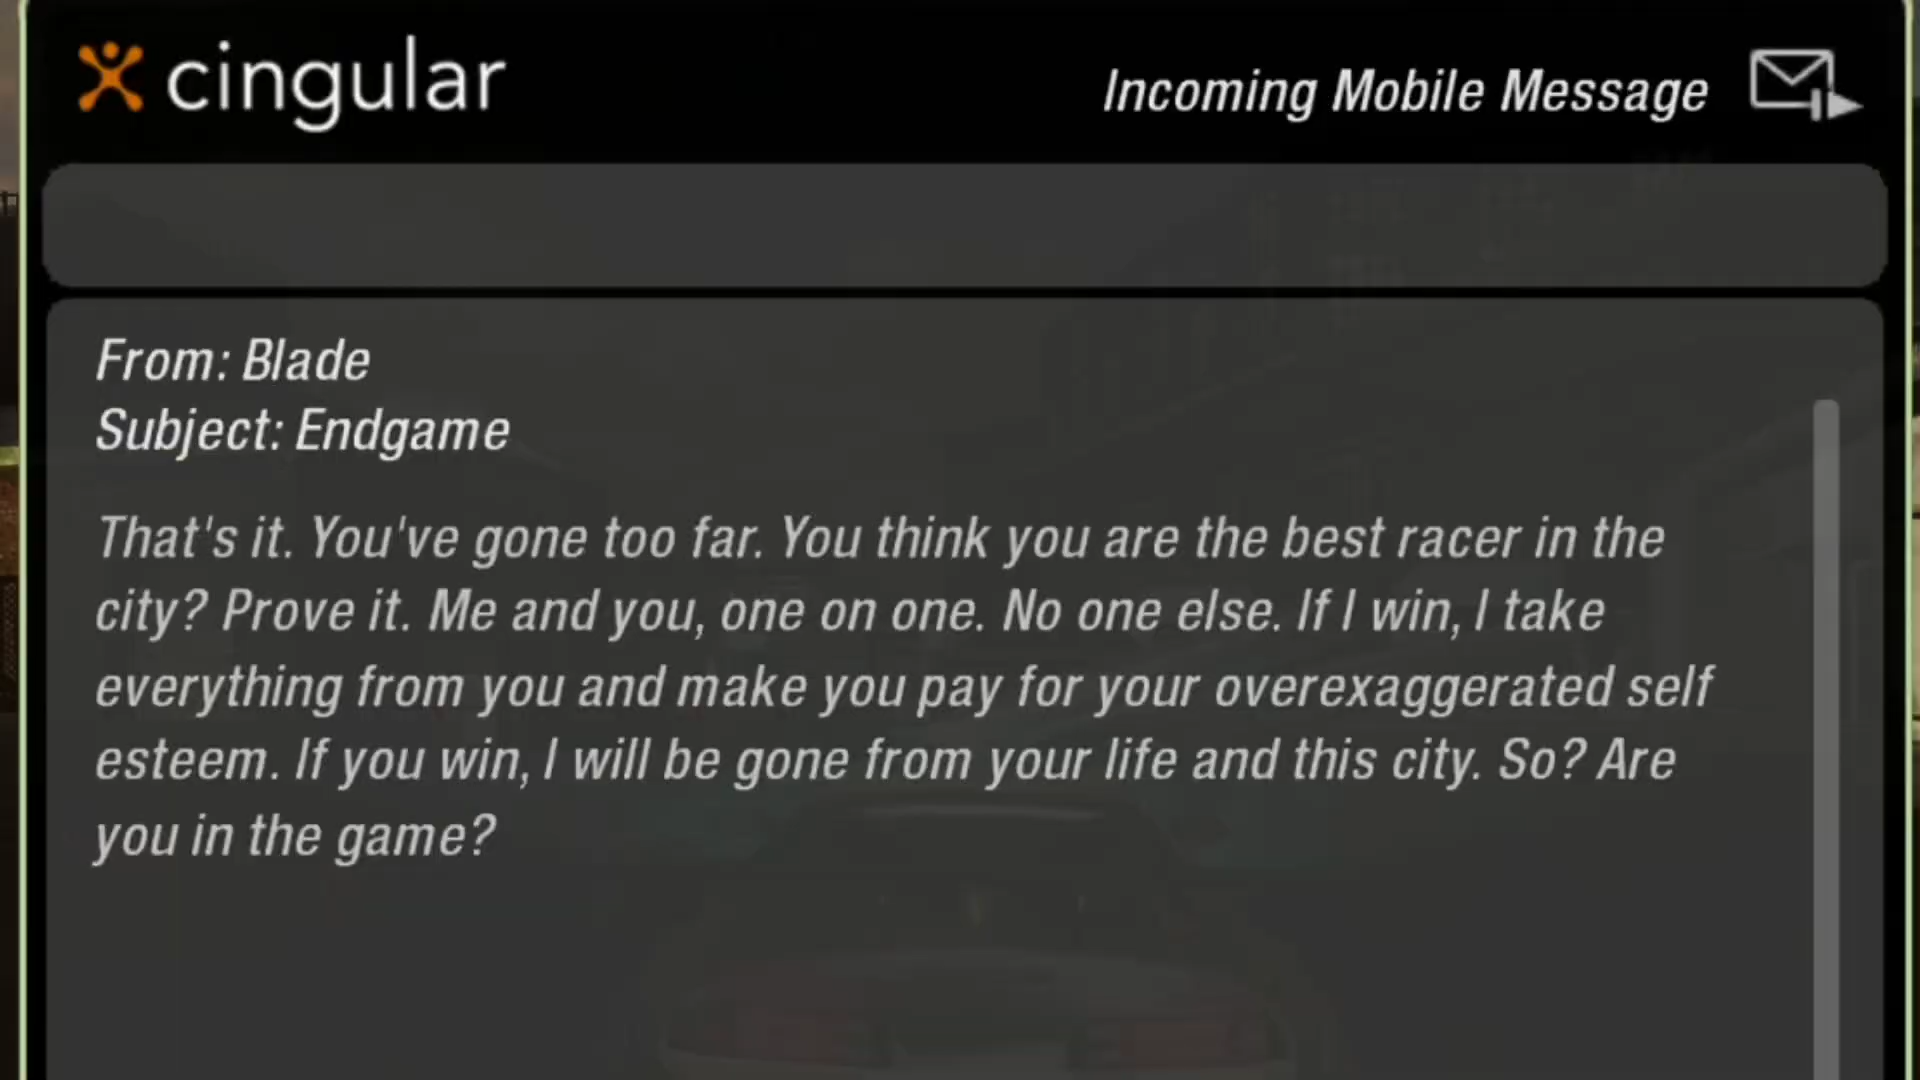 cingular
Incoming Mobile Message
From: Blade
Subject: Endgame
That's it. You've gone too far. You think you are the best racer in the
city? Prove it. Me and you, one on one. No one else. If I win, I take
everything from you and make you pay for your overexaggerated self
esteem. If you win, I will be gone from your life and this city. So? Are
you in the game?